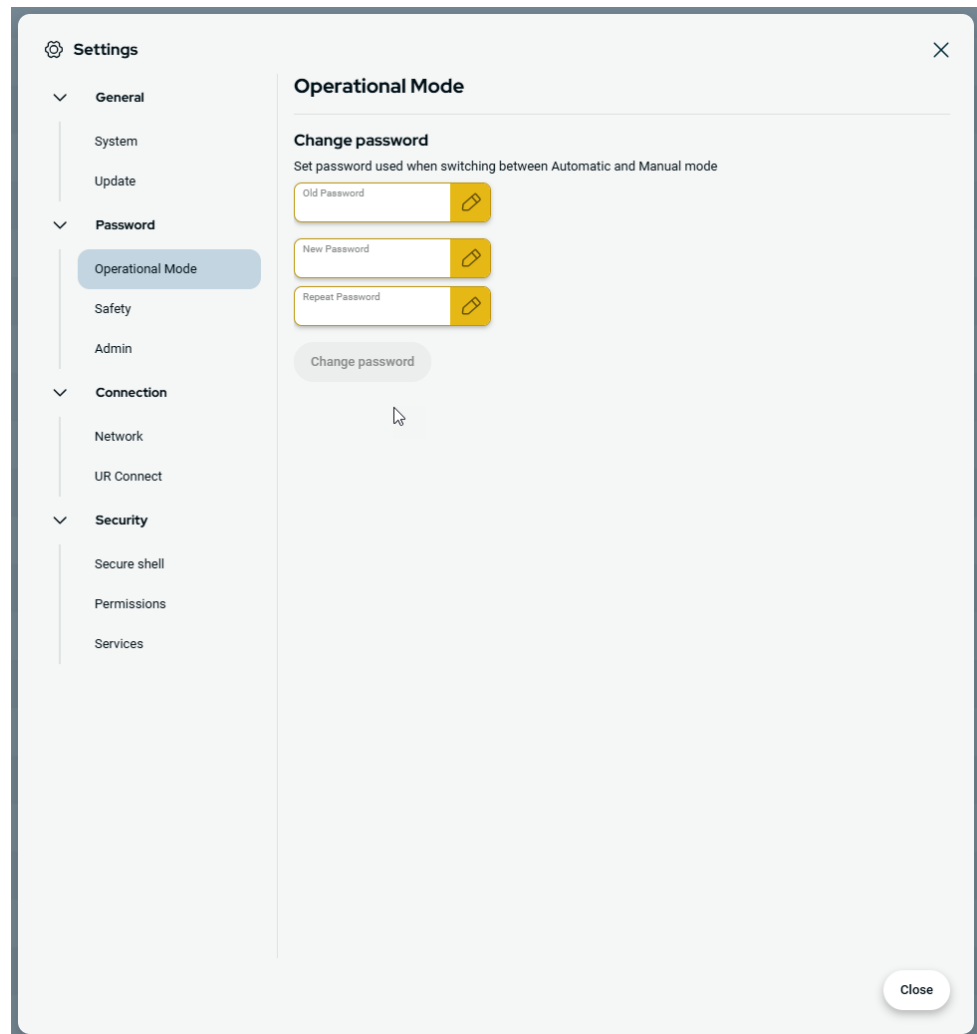 Settings
General
System
Update
Password
Operational Mode
Safety
Admin
Connection
Network
UR Connect
Security
Secure shell
Permissions
Services
Operational Mode
Change password
Set password used when switching between Automatic and Manual mode
Old Password
New Password
Repeat Password
Change password
Close